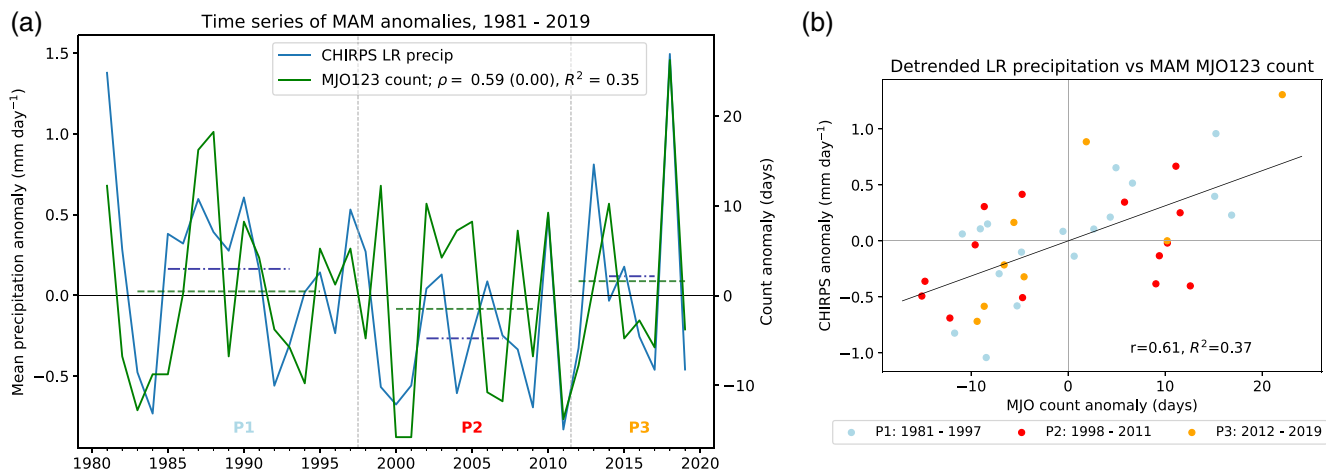 (a)
Time series of MAM anomalies, 1981 - 2019
CHIRPS LR precip
MJO123 count; ρ = 0.59 (0.00), R² = 0.35
Mean precipitation anomaly (mm day⁻¹)
1.5
1.0
0.5
0.0
−0.5
Count anomaly (days)
20
10
0
−10
P1
P2
P3
1980 1985 1990 1995 2000 2005 2010 2015 2020
(b)
Detrended LR precipitation vs MAM MJO123 count
CHIRPS anomaly (mm day⁻¹)
1.0
0.5
0.0
−0.5
−1.0
r=0.61, R²=0.37
−10 0 10 20
MJO count anomaly (days)
P1: 1981 - 1997 P2: 1998 - 2011 P3: 2012 - 2019